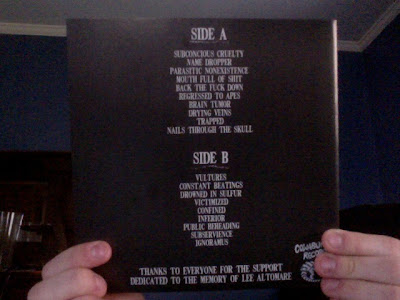 SIDE A
SUBCONCIOUS CRUELTY
NAME DROPPER
PARASITIC NONEXISTENCE
MOUTH FULL OF SHIT
BACK THE FUCK DOWN
REGRESSED TO APES
BRAIN TUMOR
DRYING VEINS
TRAPPED
NAILS THROUGH THE SKULL
SIDE B
VULTURES
CONSTANT BEATINGS
DROWNED IN SULFUR
VICTIMIZED
CONFINED
INFERIOR
PUBLIC BEHEADING
SUBSERVIENCE
IGNORAMUS
THANKS TO EVERYONE FOR THE SUPPORT
DEDICATED TO THE MEMORY OF LEE ALTOMARE